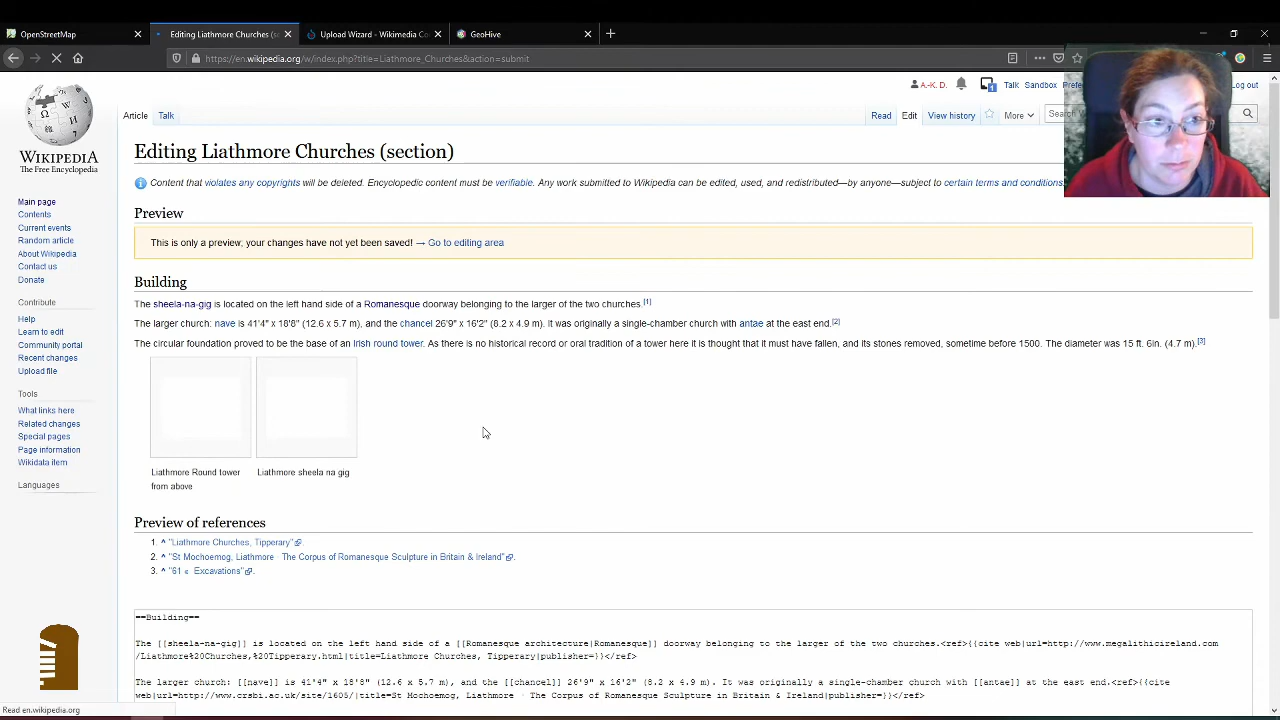 OpenStreetMap
Editing Liathmore Churches (s
Upload Wizard - Wikimedia Co
GeoHive
https://en.wikipedia.org/w/index.php?title=Liathmore_Churches&action=submit
A.-K. D.
1
Talk
Sandbox
Prefe
Log out
WIKIPEDIA
The Free Encyclopedia
Article
Talk
Read
Edit
View history
More
Search W
Editing Liathmore Churches (section)
Content that violates any copyrights will be deleted. Encyclopedic content must be verifiable. Any work submitted to Wikipedia can be edited, used, and redistributed—by anyone—subject to certain terms and conditions.
Main page
Contents
Current events
Random article
About Wikipedia
Contact us
Donate
Contribute
Help
Learn to edit
Community portal
Recent changes
Upload file
Tools
What links here
Related changes
Special pages
Page information
Wikidata item
Languages
Preview
This is only a preview; your changes have not yet been saved! → Go to editing area
Building
The sheela-na-gig is located on the left hand side of a Romanesque doorway belonging to the larger of the two churches.[1]
The larger church: nave is 41'4" x 18'8" (12.6 x 5.7 m), and the chancel 26'9" x 16'2" (8.2 x 4.9 m). It was originally a single-chamber church with antae at the east end.[2]
The circular foundation proved to be the base of an Irish round tower. As there is no historical record or oral tradition of a tower here it is thought that it must have fallen, and its stones removed, sometime before 1500. The diameter was 15 ft. 6in. (4.7 m).[3]
Liathmore Round tower
from above
Liathmore sheela na gig
Preview of references
1. ^ "Liathmore Churches, Tipperary".
2. ^ "St Mochoemog, Liathmore · The Corpus of Romanesque Sculpture in Britain & Ireland".
3. ^ "61 « Excavations".
==Building==
The [[sheela-na-gig]] is located on the left hand side of a [[Romanesque architecture|Romanesque]] doorway belonging to the larger of the two churches.<ref>{{cite web|url=http://www.megalithicireland.com
/Liathmore%20Churches,%20Tipperary.html|title=Liathmore Churches, Tipperary|publisher=}}</ref>
The larger church: [[nave]] is 41'4" x 18'8" (12.6 x 5.7 m), and the [[chancel]] 26'9" x 16'2" (8.2 x 4.9 m). It was originally a single-chamber church with [[antae]] at the east end.<ref>{{cite
web|url=http://www.crsbi.ac.uk/site/1605/|title=St Mochoemog, Liathmore · The Corpus of Romanesque Sculpture in Britain & Ireland|publisher=}}</ref>
Read en.wikipedia.org